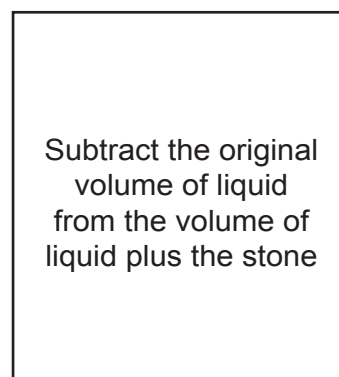 Subtract the original
volume of liquid
from the volume of
liquid plus the stone